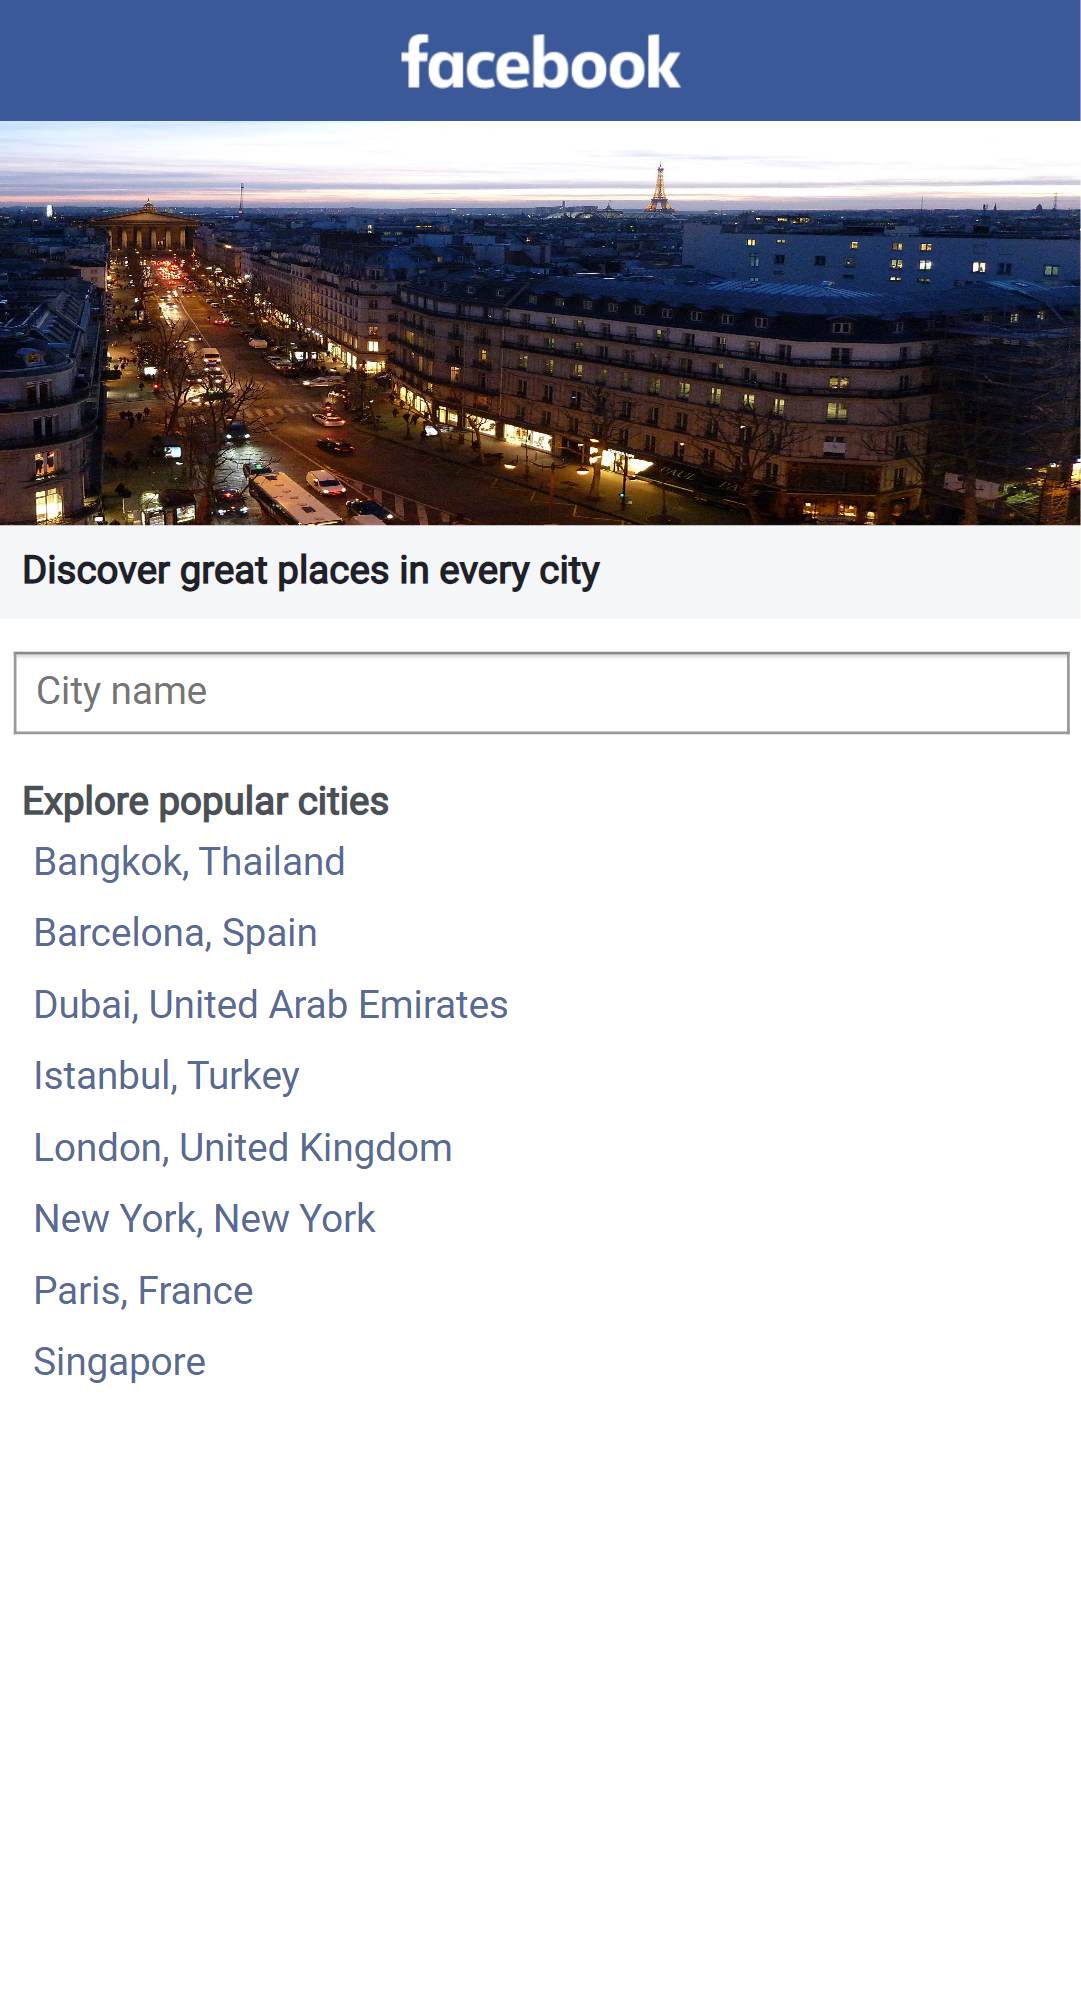 facebook
PAUL
Discover great places in every city
City name
Explore popular cities
Bangkok, Thailand
Barcelona, Spain
Dubai, United Arab Emirates
Istanbul, Turkey
London, United Kingdom
New York, New York
Paris, France
Singapore